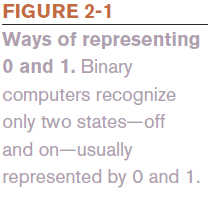 FIGURE 2-1
Ways of representing
0 and 1. Binary
computers recognize
only two states—off
and on—usually
represented by 0 and 1.